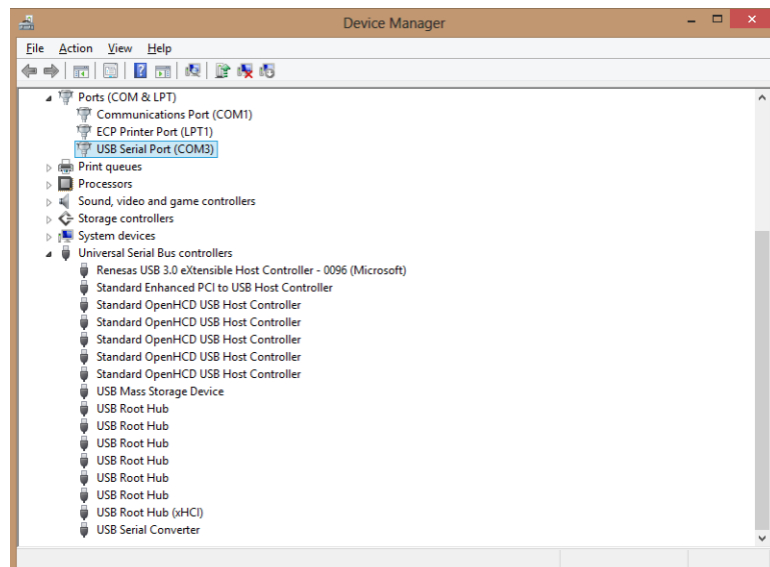 Device Manager
File Action View Help
Ports (COM & LPT)
Communications Port (COM1)
ECP Printer Port (LPT1)
USB Serial Port (COM3)
Print queues
Processors
Sound, video and game controllers
Storage controllers
System devices
Universal Serial Bus controllers
Renesas USB 3.0 eXtensible Host Controller - 0096 (Microsoft)
Standard Enhanced PCI to USB Host Controller
Standard OpenHCD USB Host Controller
Standard OpenHCD USB Host Controller
Standard OpenHCD USB Host Controller
Standard OpenHCD USB Host Controller
Standard OpenHCD USB Host Controller
USB Mass Storage Device
USB Root Hub
USB Root Hub
USB Root Hub
USB Root Hub
USB Root Hub
USB Root Hub
USB Root Hub (xHCI)
USB Serial Converter